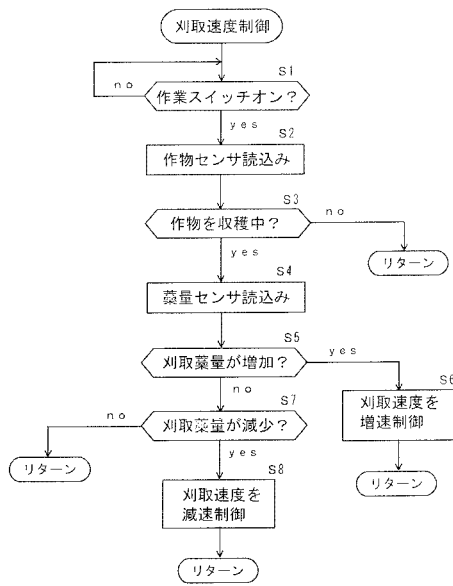 刈取速度制御
S1
no
作業スイッチオン?
yes
S2
作物センサ読込み
S3
作物を収穫中?
no
yes
リターン
S4
藁量センサ読込み
S5
刈取藁量が増加?
yes
no
S6
刈取速度を
増速制御
リターン
S7
no
刈取藁量が減少?
リターン
yes
S8
刈取速度を
減速制御
リターン